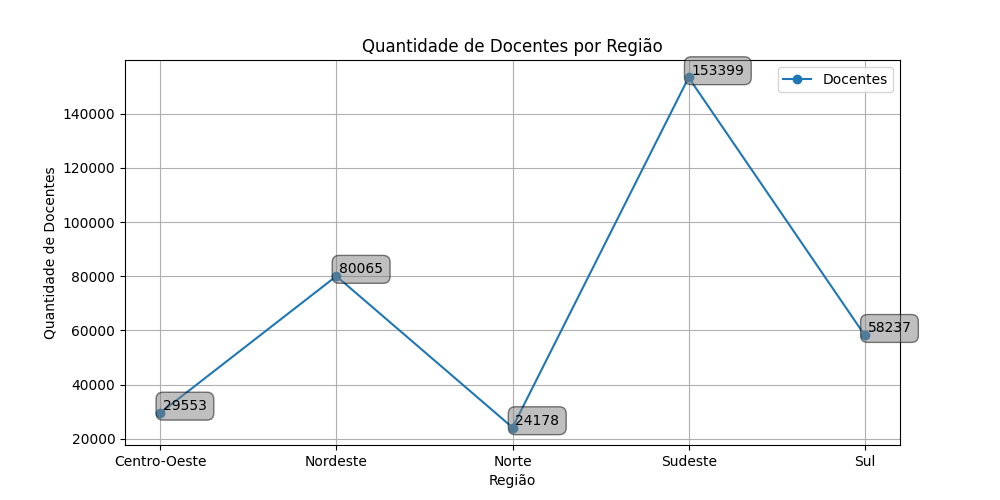 Quantidade de Docentes por Região
Docentes
Quantidade de Docentes
140000
120000
100000
80000
60000
40000
20000
29553
80065
24178
153399
58237
Centro-Oeste
Nordeste
Norte
Sudeste
Sul
Região